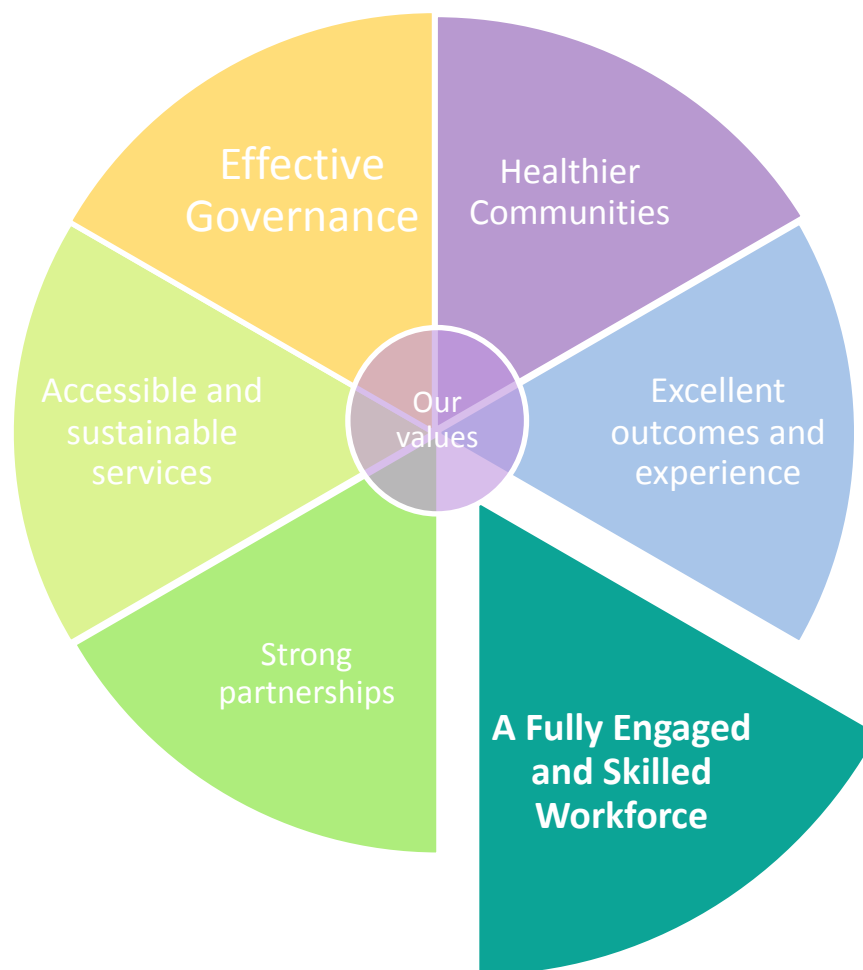 Effective
Governance
Healthier
Communities
Accessible and
sustainable
services
Our
values
Excellent
outcomes and
experience
Strong
partnerships
A Fully Engaged
and Skilled
Workforce